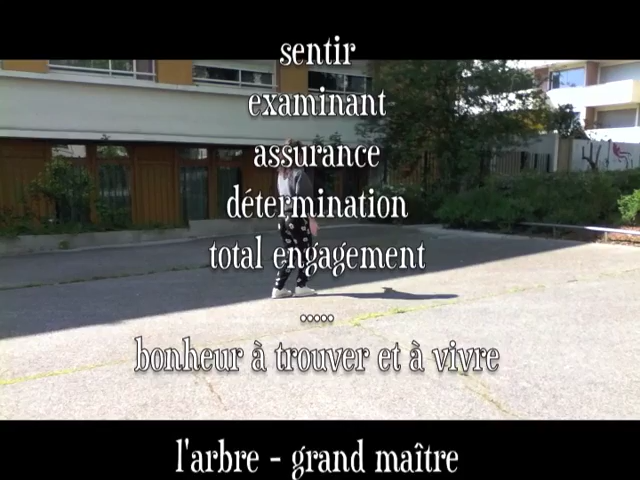 sentir
examinant
assurance
détermination
total engagement
.....
bonheur à trouver et à vivre
l'arbre - grand maître